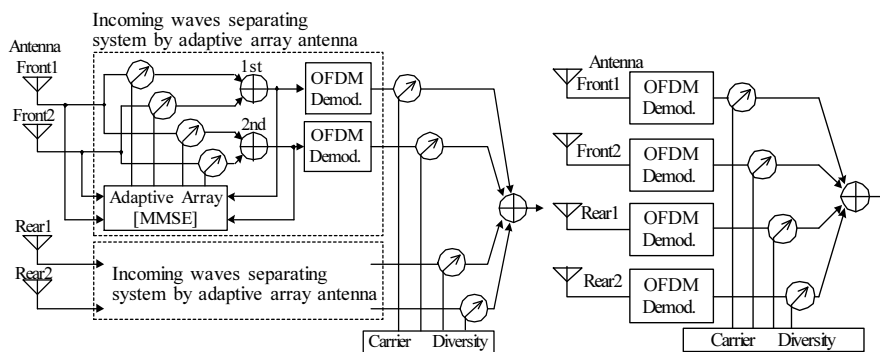 Incoming waves separating
system by adaptive array antenna
Antenna
Front1
Front2
1st
2nd
OFDM
Demod.
OFDM
Demod.
Adaptive Array
[MMSE]
Rear1
Rear2
Incoming waves separating
system by adaptive array antenna
Carrier Diversity
Antenna
Front1
OFDM
Demod.
Front2
OFDM
Demod.
Rear1
OFDM
Demod.
Rear2
OFDM
Demod.
Carrier Diversity